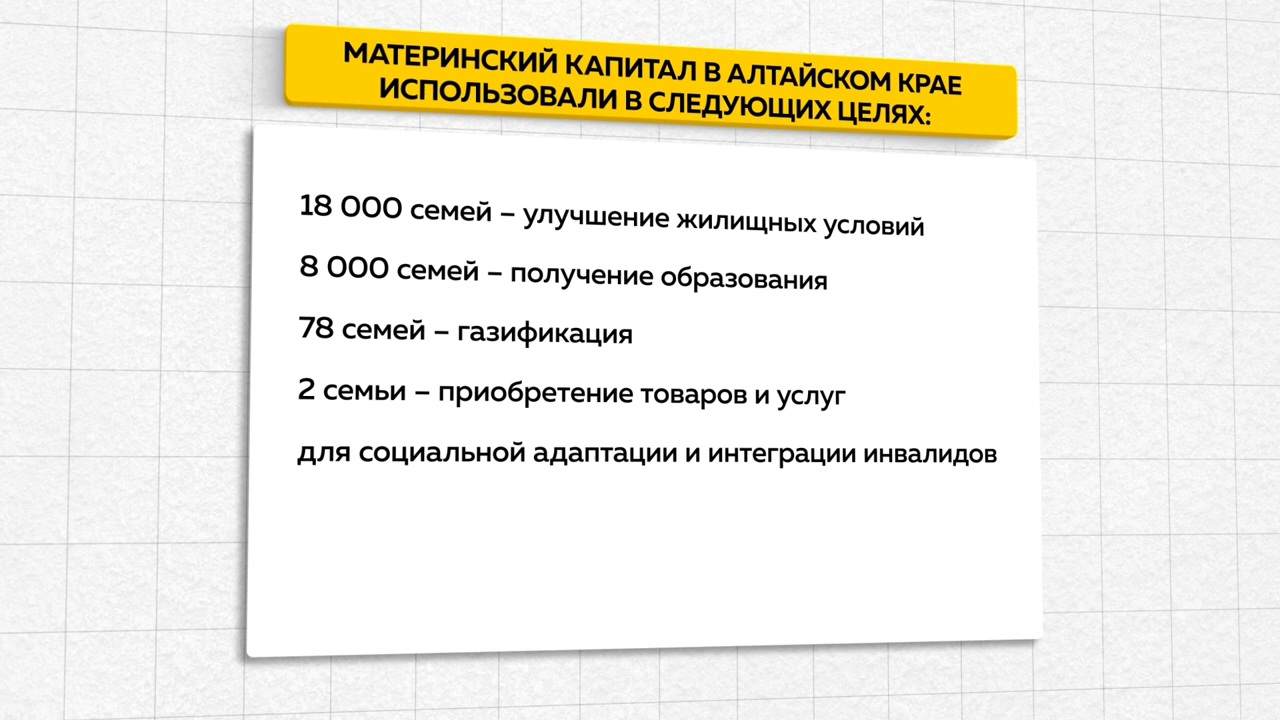 МАТЕРИНСКИЙ КАПИТАЛ В АЛТАЙСКОМ КРАЕ
ИСПОЛЬЗОВАЛИ В СЛЕДУЮЩИХ ЦЕЛЯХ:
18 000 семей – улучшение жилищных условий
8 000 семей – получение образования
78 семей – газификация
2 семьи – приобретение товаров и услуг
для социальной адаптации и интеграции инвалидов